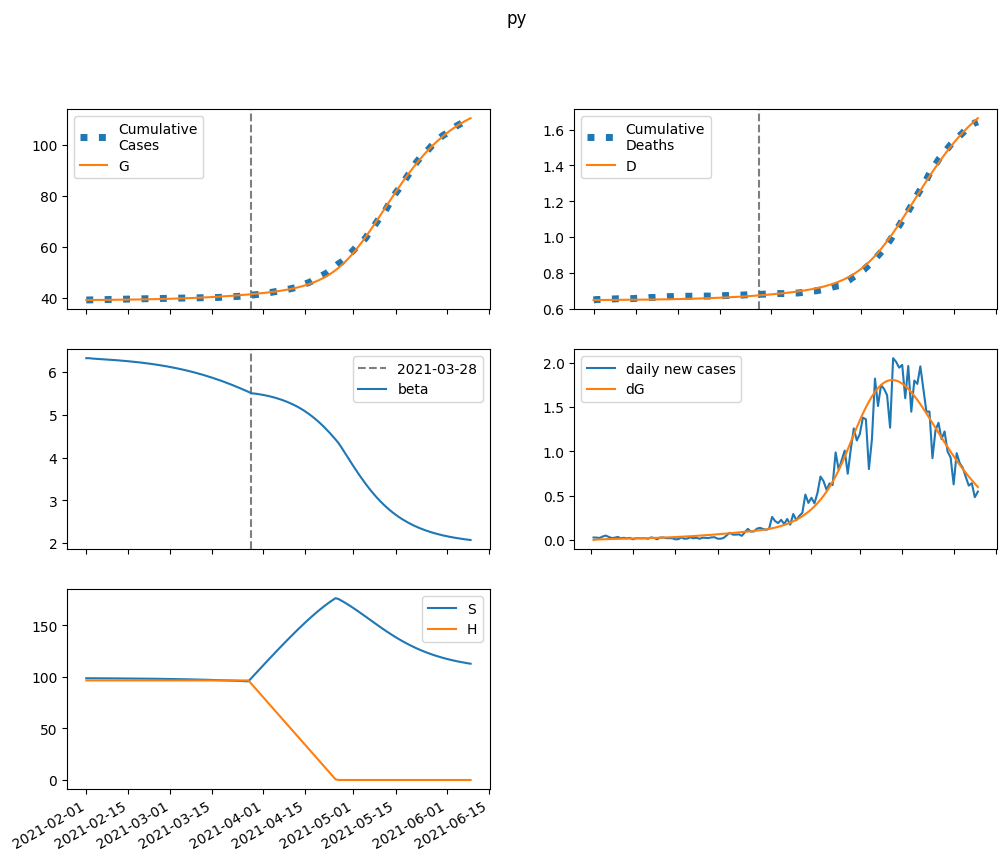 py
Cumulative
Cases
G
100
80
60
40
Cumulative
Deaths
D
1.6
1.4
1.2
1.0
0.8
0.6
2021-03-28
beta
6
5
4
3
2
daily new cases
dG
2.0
1.5
1.0
0.5
0.0
S
H
150
100
50
0
2021-02-01
2021-02-15
2021-03-01
2021-03-15
2021-04-01
2021-04-15
2021-05-01
2021-05-15
2021-06-01
2021-06-15